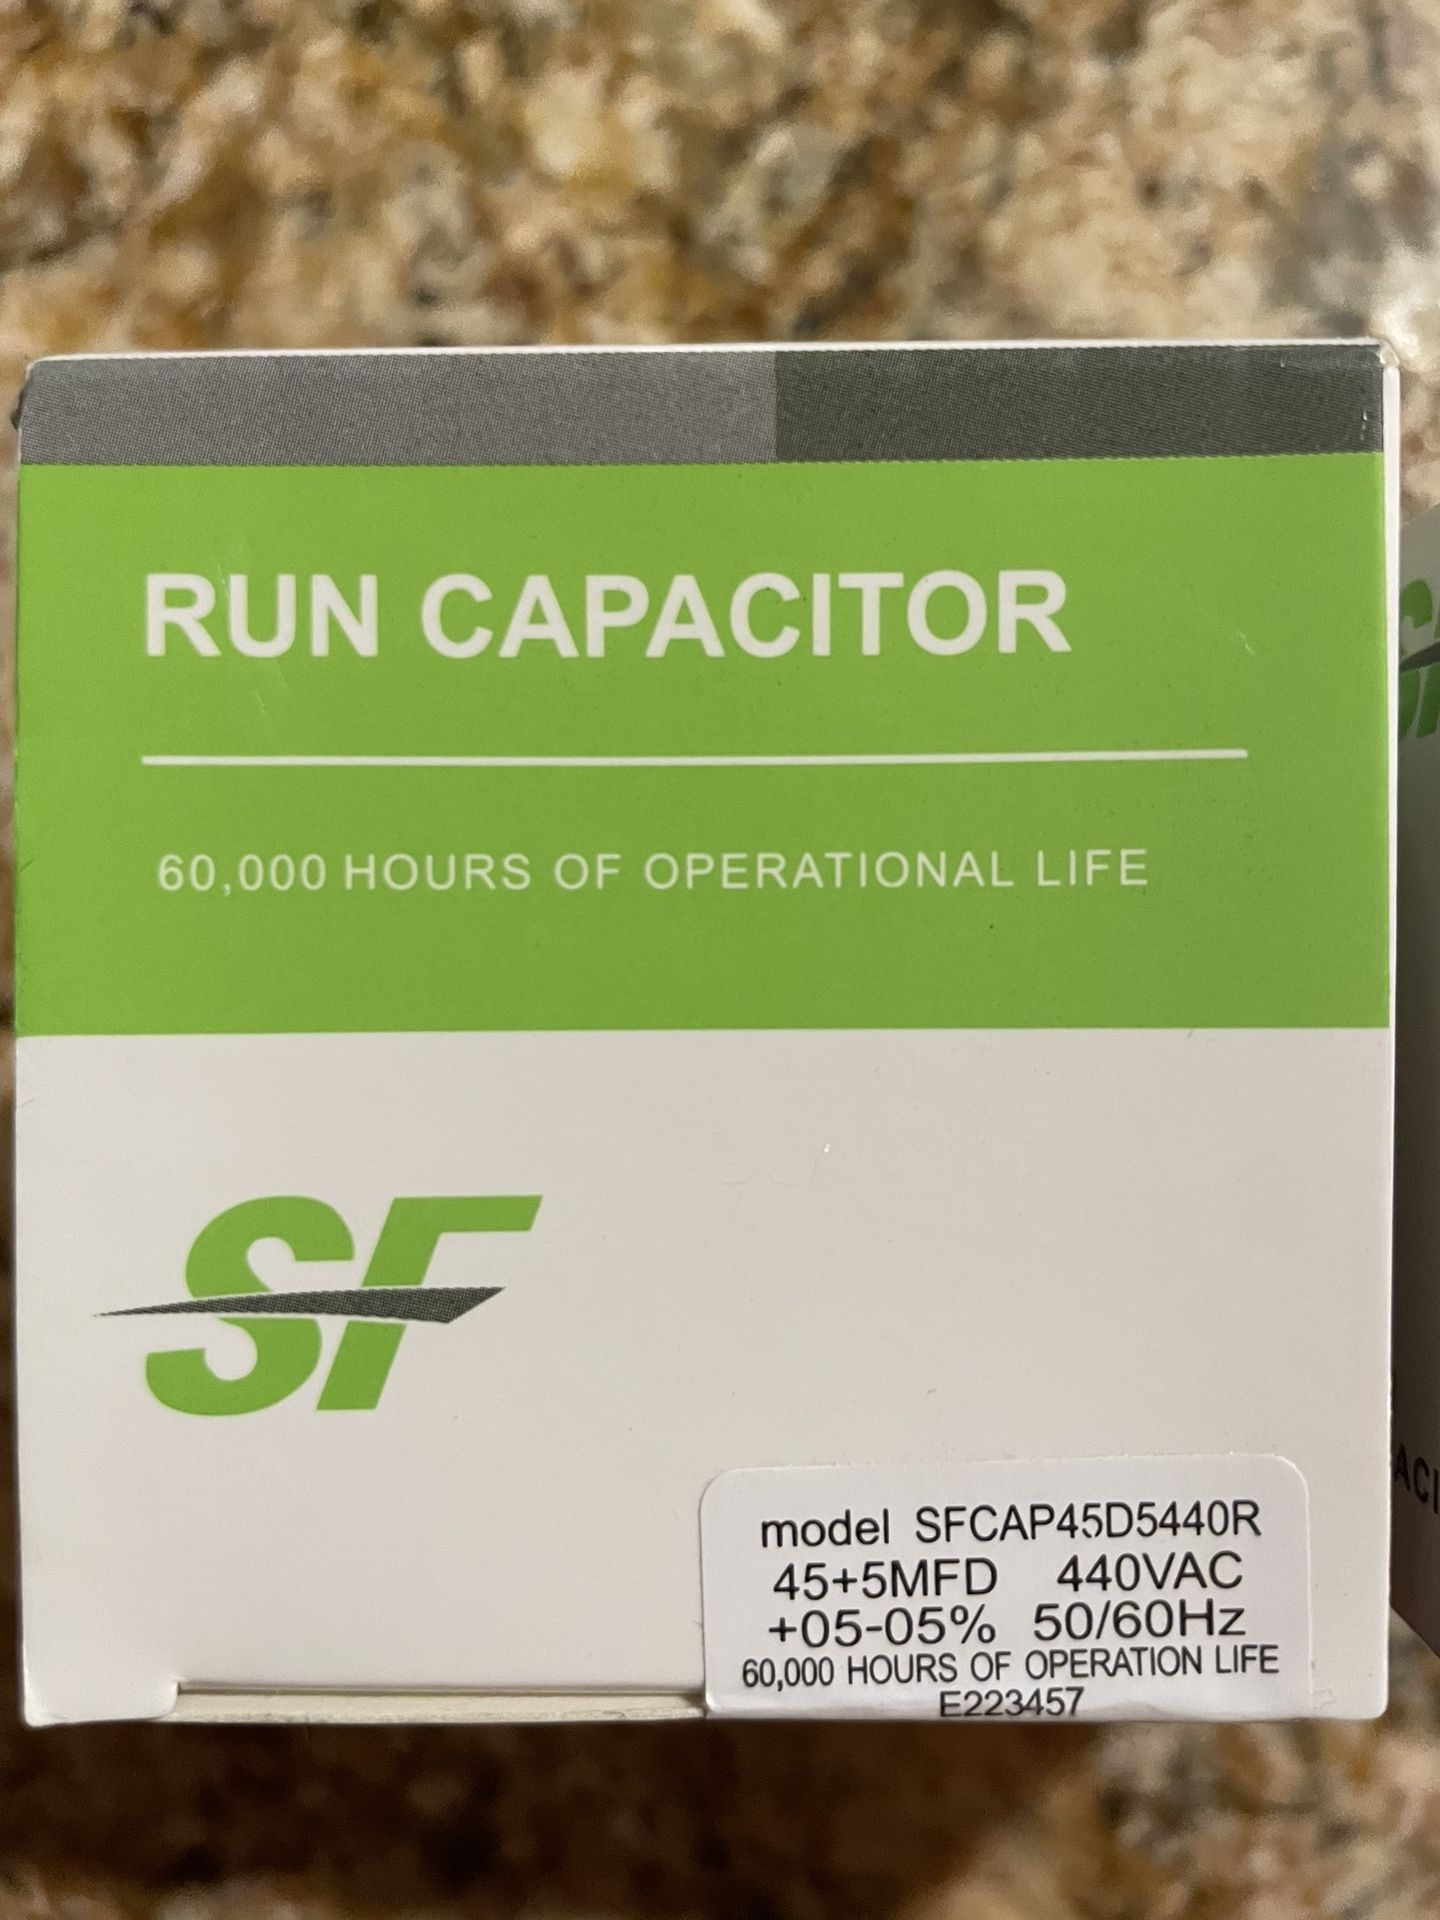 RUN CAPACITOR
60,000 HOURS OF OPERATIONAL LIFE
SF
model SFCAP45D5440R
45+5MFD 440VAC
+05-05% 50/60Hz
60,000 HOURS OF OPERATION LIFE
E223457